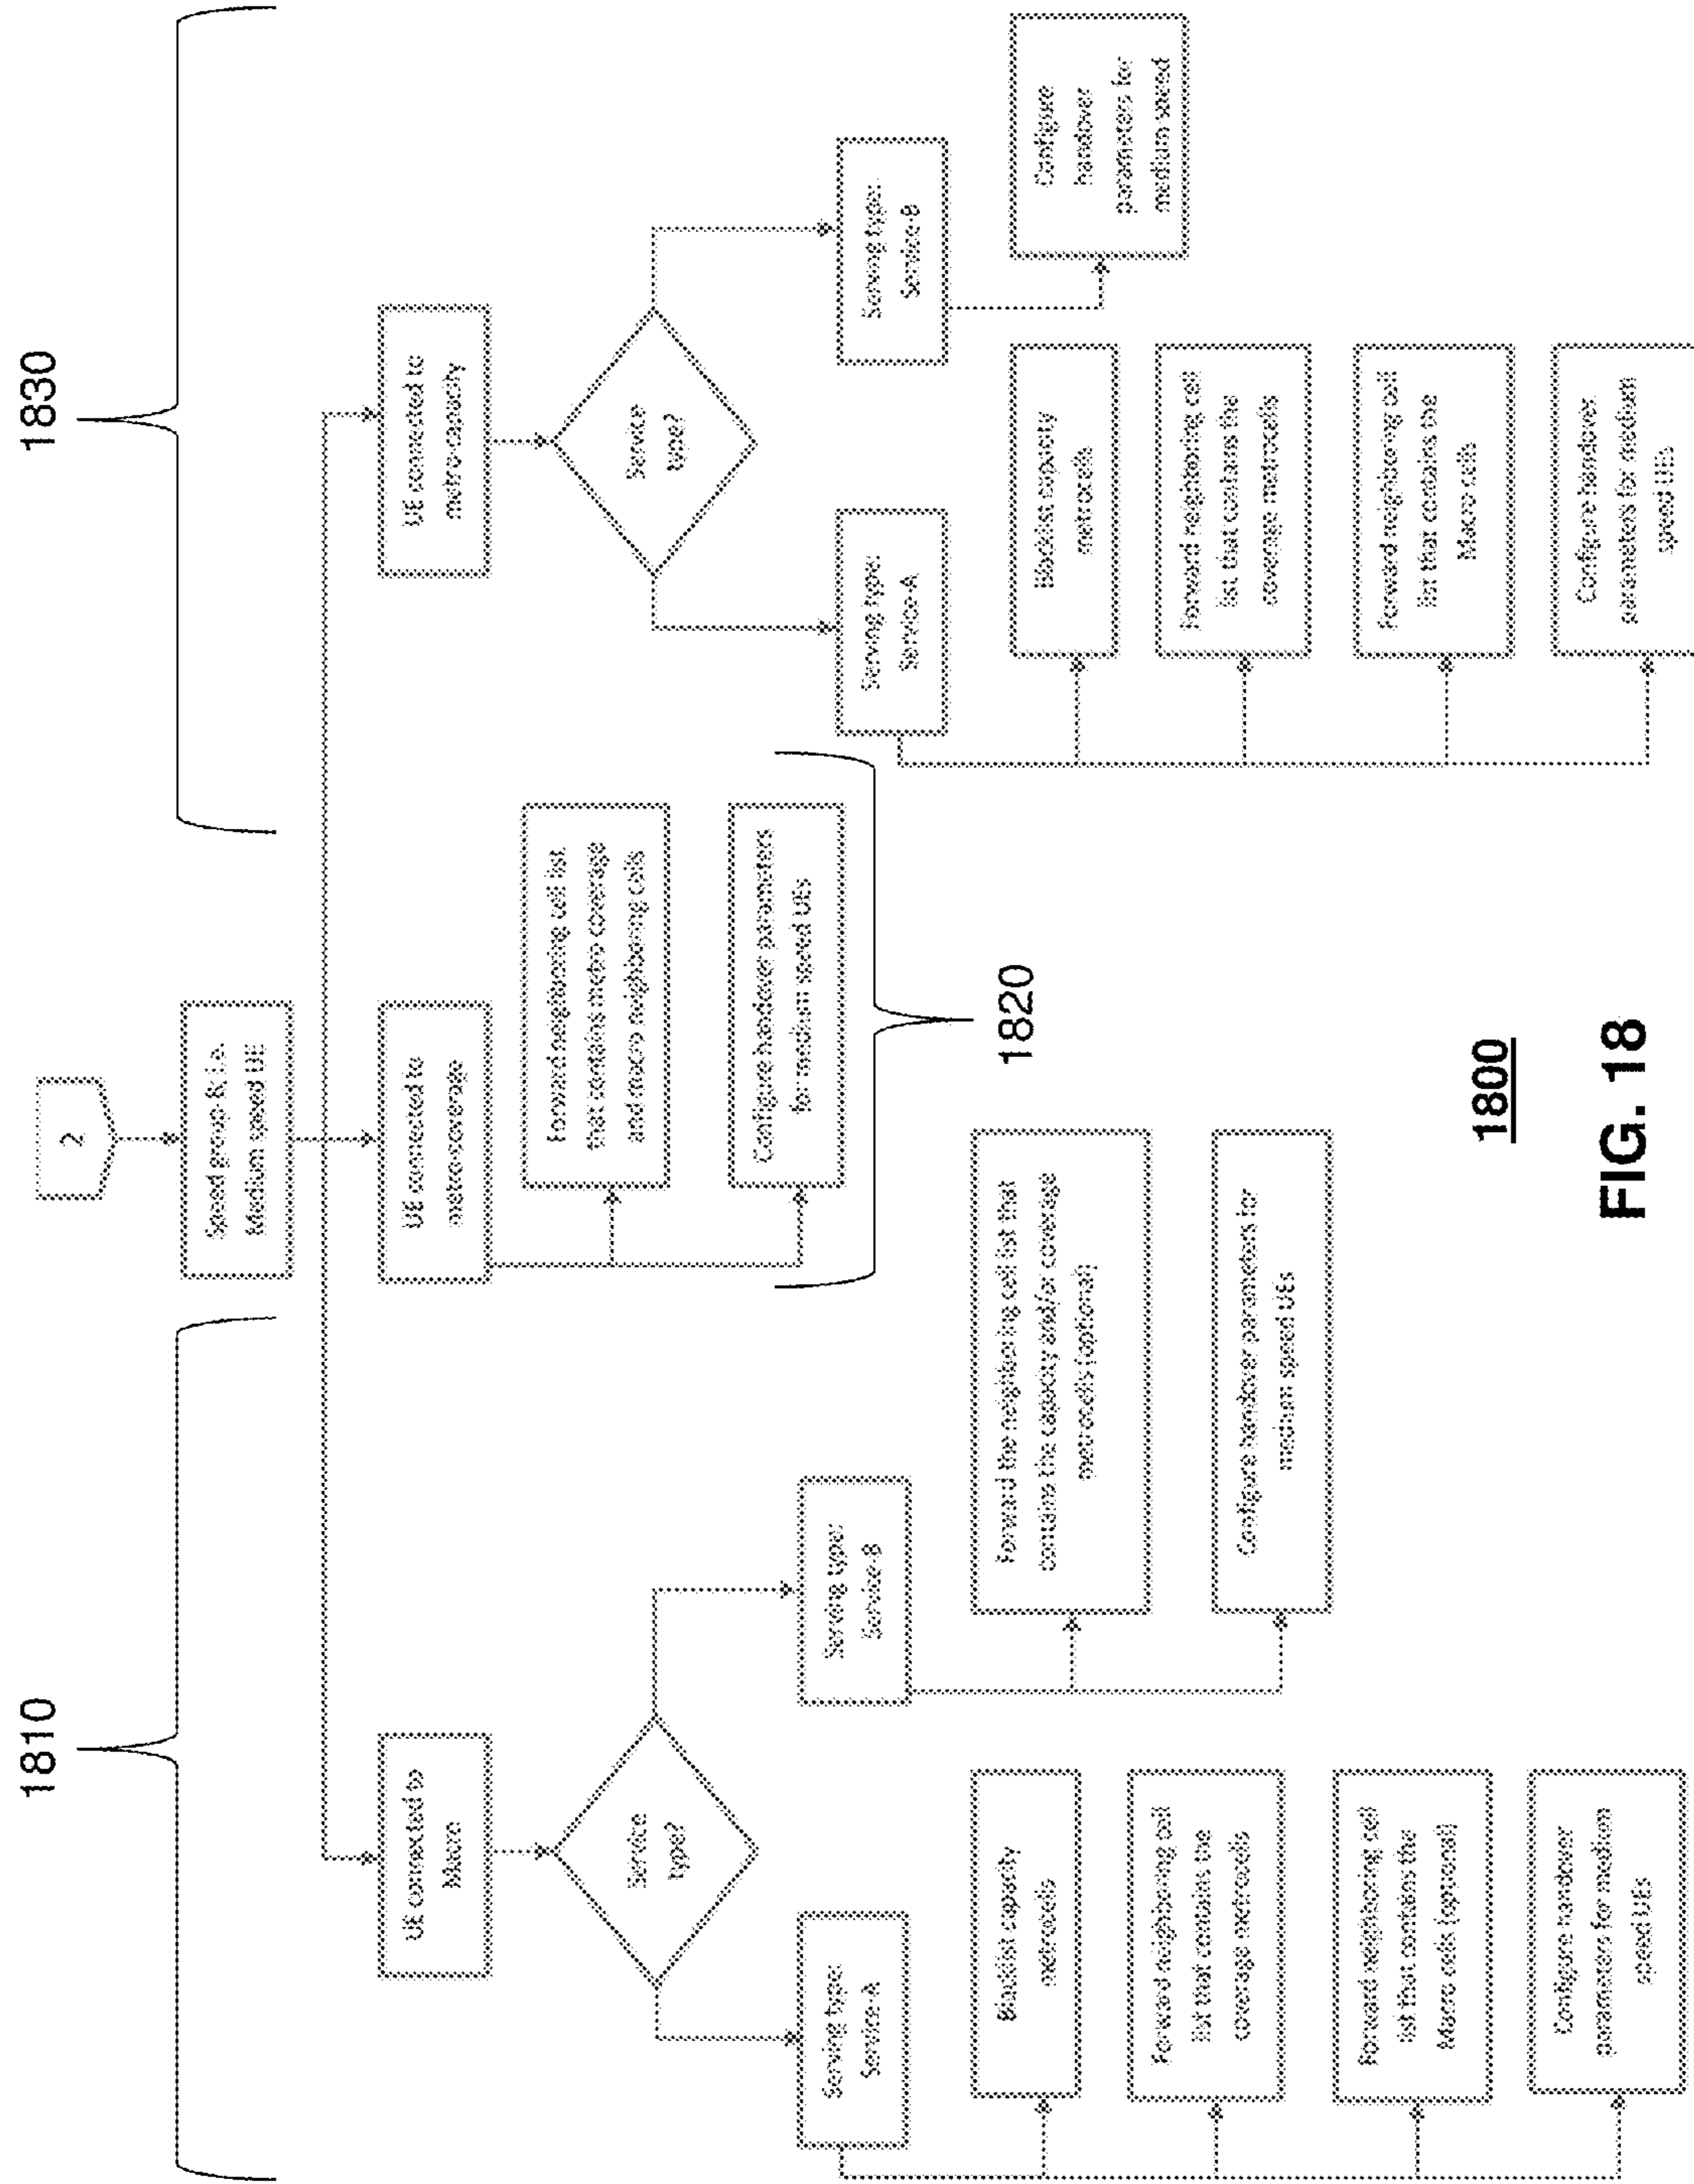 1810
1830
2
Speed group-B i.e.
Medium speed UE
UE connected to
Macro
Service
type?
Serving type:
Service-A
Blacklist capacity
metrocells
Forward neighboring cell
list that contains the
coverage metrocells
Forward neighboring cell
list that contains the
Macro cells (optional)
Configure handover
parameters for medium
speed UEs
Serving type:
Service-B
Forward the neighboring cell list that
contains the capacity and/or coverage
metrocells (optional)
Configure handover parameters for
medium speed UEs
UE connected to
metro-coverage
Forward neighboring cell list
that contains metro coverage
and macro neighboring cells
Configure handover parameters
for medium speed UEs
1820
UE connected to
metro-capacity
Service
type?
Serving type:
Service-A
Blacklist capacity
metrocells
Forward neighboring cell
list that contains the
coverage metrocells
Forward neighboring cell
list that contains the
Macro cells
Configure handover
parameters for medium
speed UEs
Serving type:
Service-B
Configure
handover
parameters for
medium speed
1800
FIG. 18